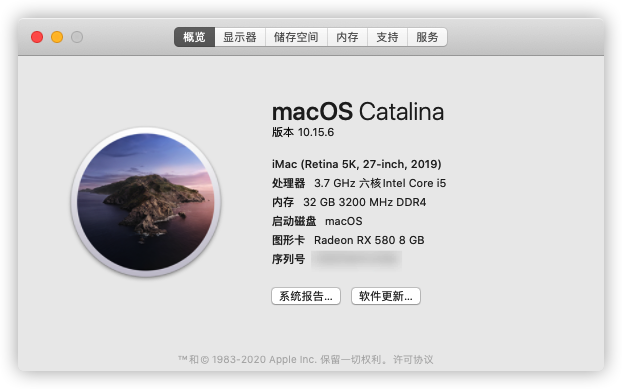 概览 显示器 储存空间 内存 支持 服务
macOS Catalina
版本 10.15.6
iMac (Retina 5K, 27-inch, 2019)
处理器 3.7 GHz 六核Intel Core i5
内存 32 GB 3200 MHz DDR4
启动磁盘 macOS
图形卡 Radeon RX 580 8 GB
序列号
系统报告... 软件更新...
™和© 1983-2020 Apple Inc. 保留一切权利。许可协议